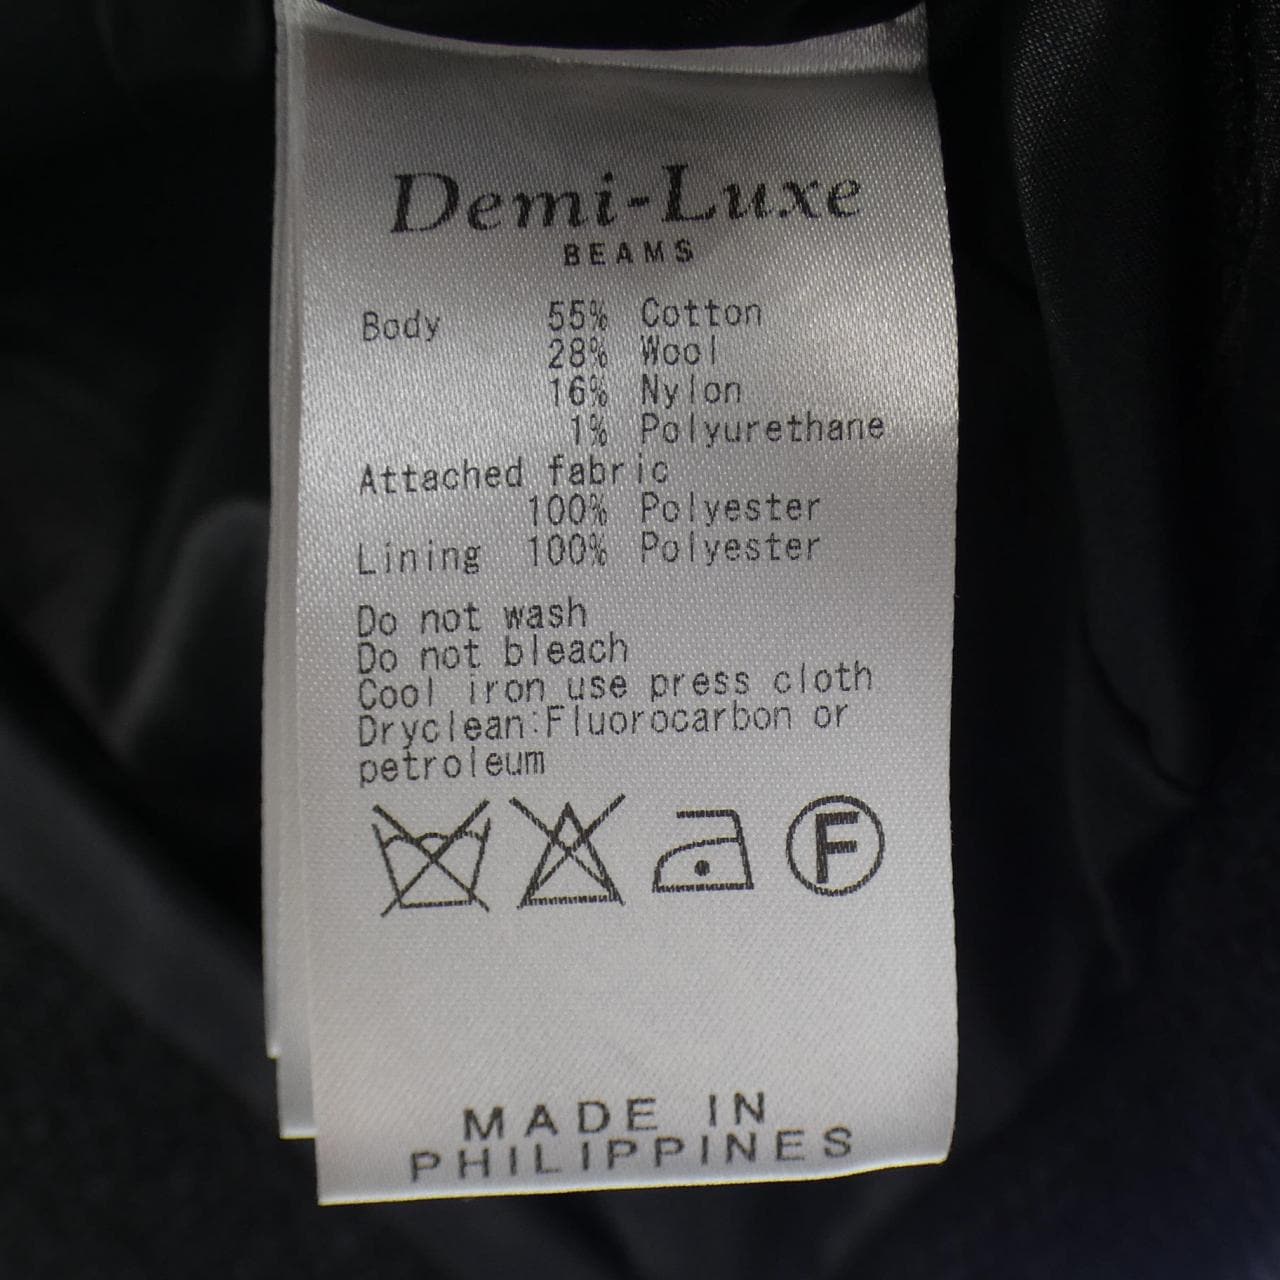 Demi-Luxe
BEAMS
Body 55% Cotton
28% Wool
16% Nylon
1% Polyurethane
Attached fabric
100% Polyester
Lining 100% Polyester
Do not wash
Do not bleach
Cool iron use press cloth
Dryclean:Fluorocarbon or
petroleum
F
MADE IN
PHILIPPINES